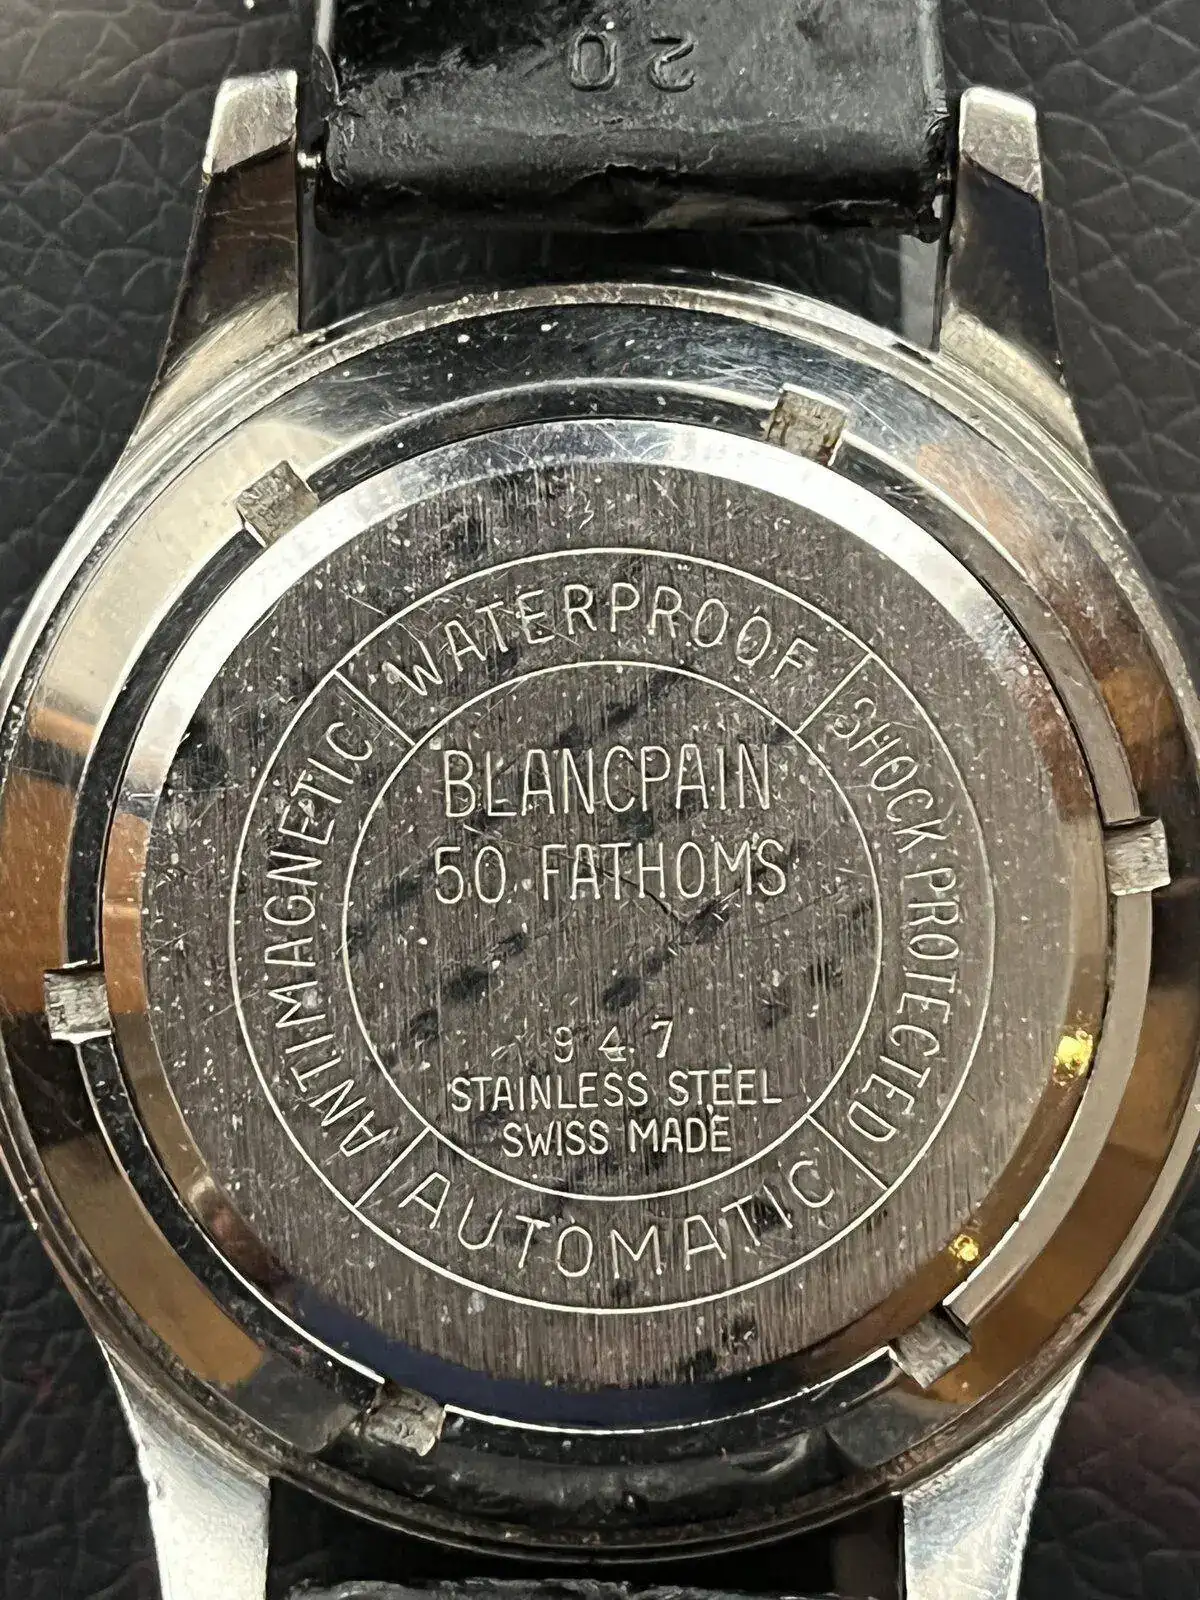 20
WATERPROOF
SHOCK PROTECTED
AUTOMATIC
ANTIMAGNETIC
BLANCPAIN
50 FATHOMS
947
STAINLESS STEEL
SWISS MADE